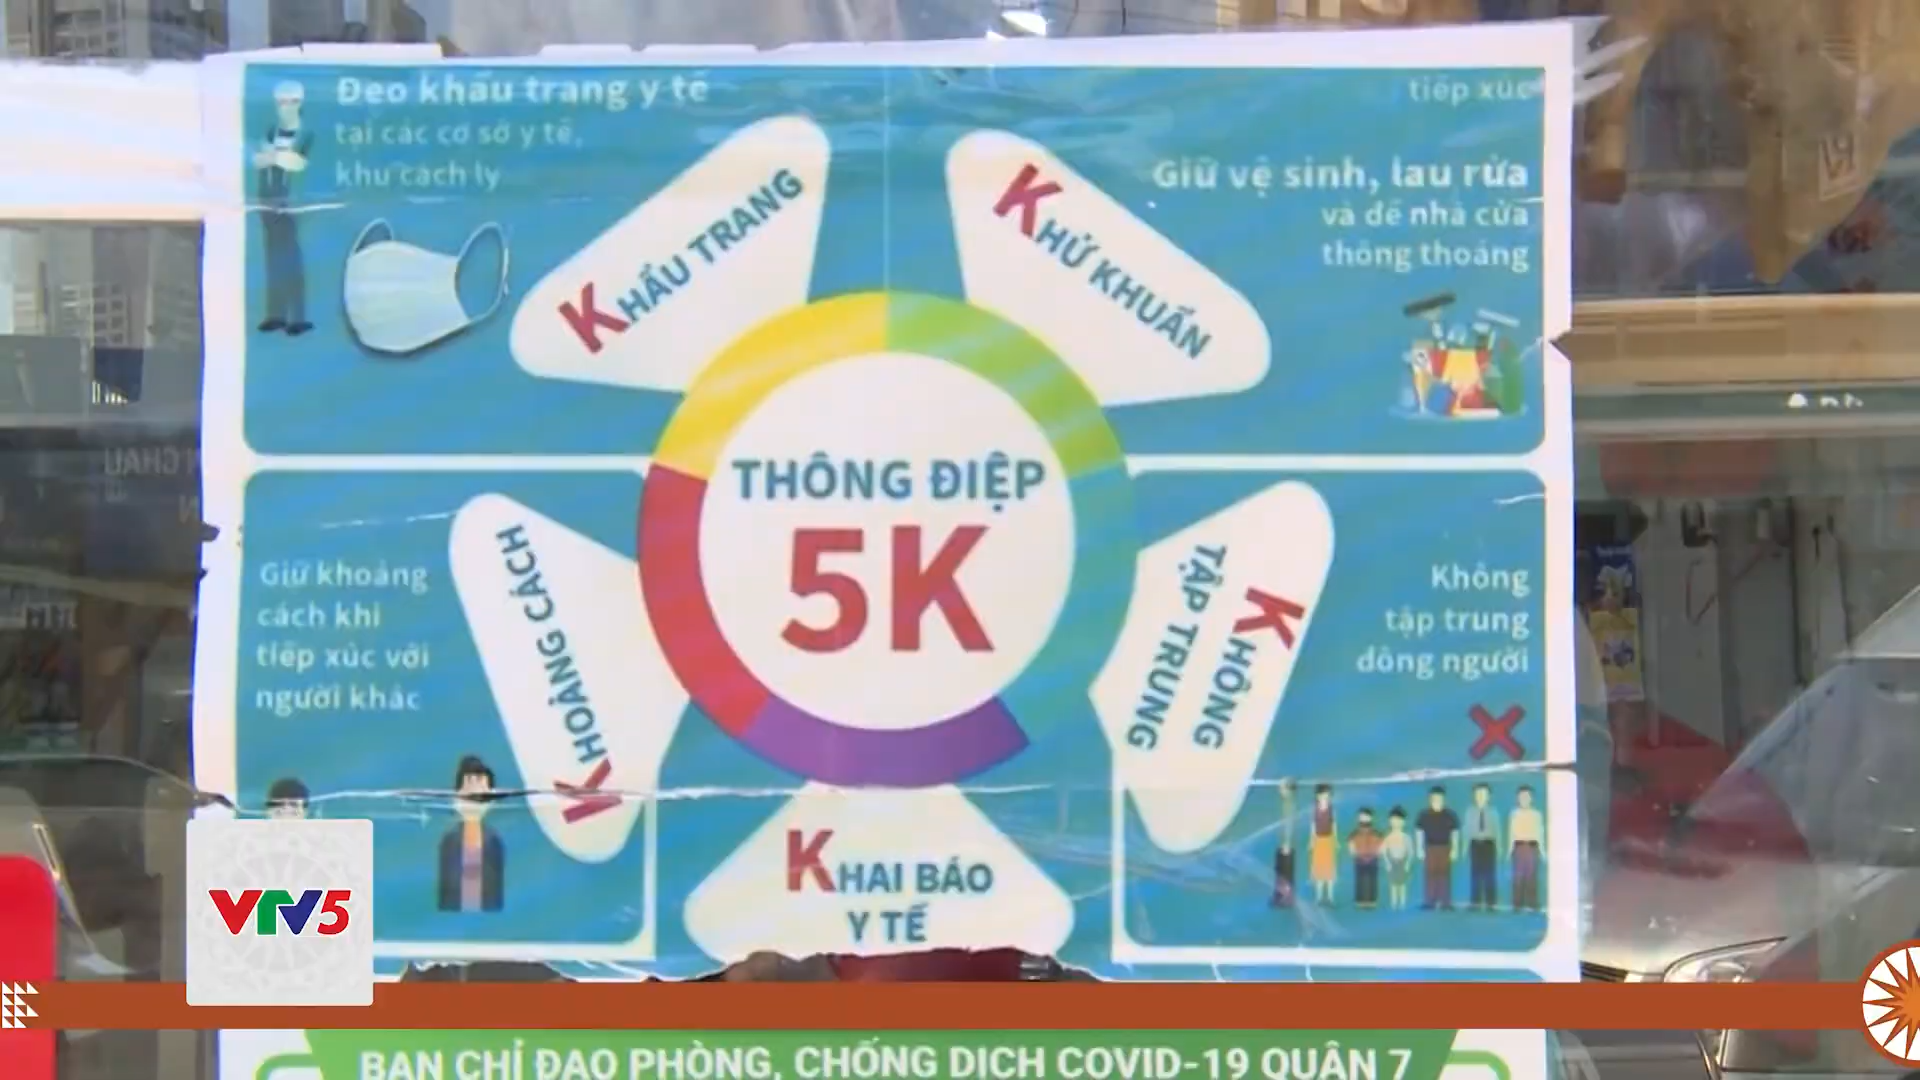 Đeo khẩu trang y tế
tại các cơ sở y tế,
khu cách ly
KHẨU TRANG
KHỬ KHUẨN
tiếp xúc
Giữ vệ sinh, lau rửa
và để nhà cửa
thông thoáng
THÔNG ĐIỆP
5K
Giữ khoảng
cách khi
tiếp xúc với
người khác
KHOẢNG CÁCH
KHÔNG
TẬP TRUNG
Không
tập trung
đông người
KHAI BÁO
Y TẾ
VTV5
BAN CHỈ ĐẠO PHÒNG, CHỐNG DỊCH COVID-19 QUẬN 7